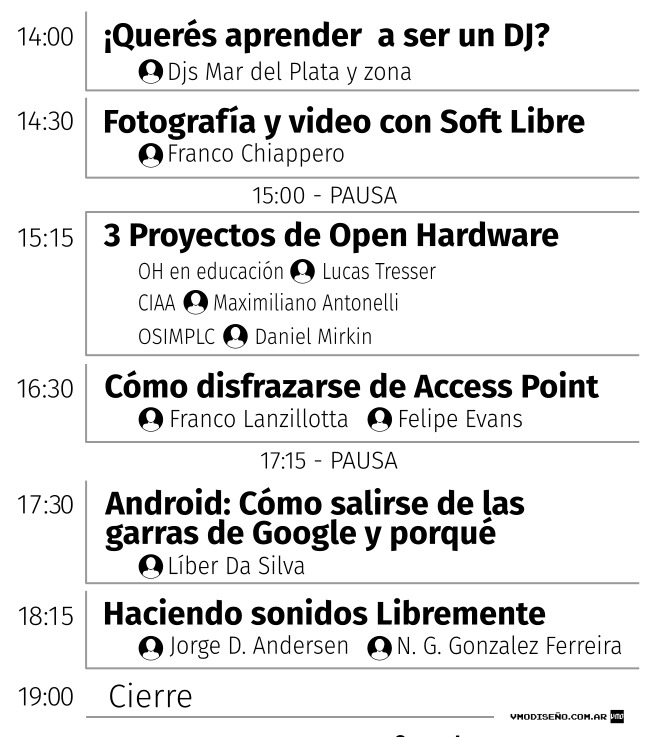 14:00 ¡Querés aprender a ser un DJ?
Djs Mar del Plata y zona
14:30 Fotografía y video con Soft Libre
Franco Chiappero
15:00 - PAUSA
15:15 3 Proyectos de Open Hardware
OH en educación Lucas Tresser
CIAA Maximiliano Antonelli
OSIMPLC Daniel Mirkin
16:30 Cómo disfrazarse de Access Point
Franco Lanzillotta Felipe Evans
17:15 - PAUSA
17:30 Android: Cómo salirse de las
garras de Google y porqué
Líber Da Silva
18:15 Haciendo sonidos Libremente
Jorge D. Andersen N. G. Gonzalez Ferreira
19:00 Cierre
VMODISEÑO.COM.AR VMO